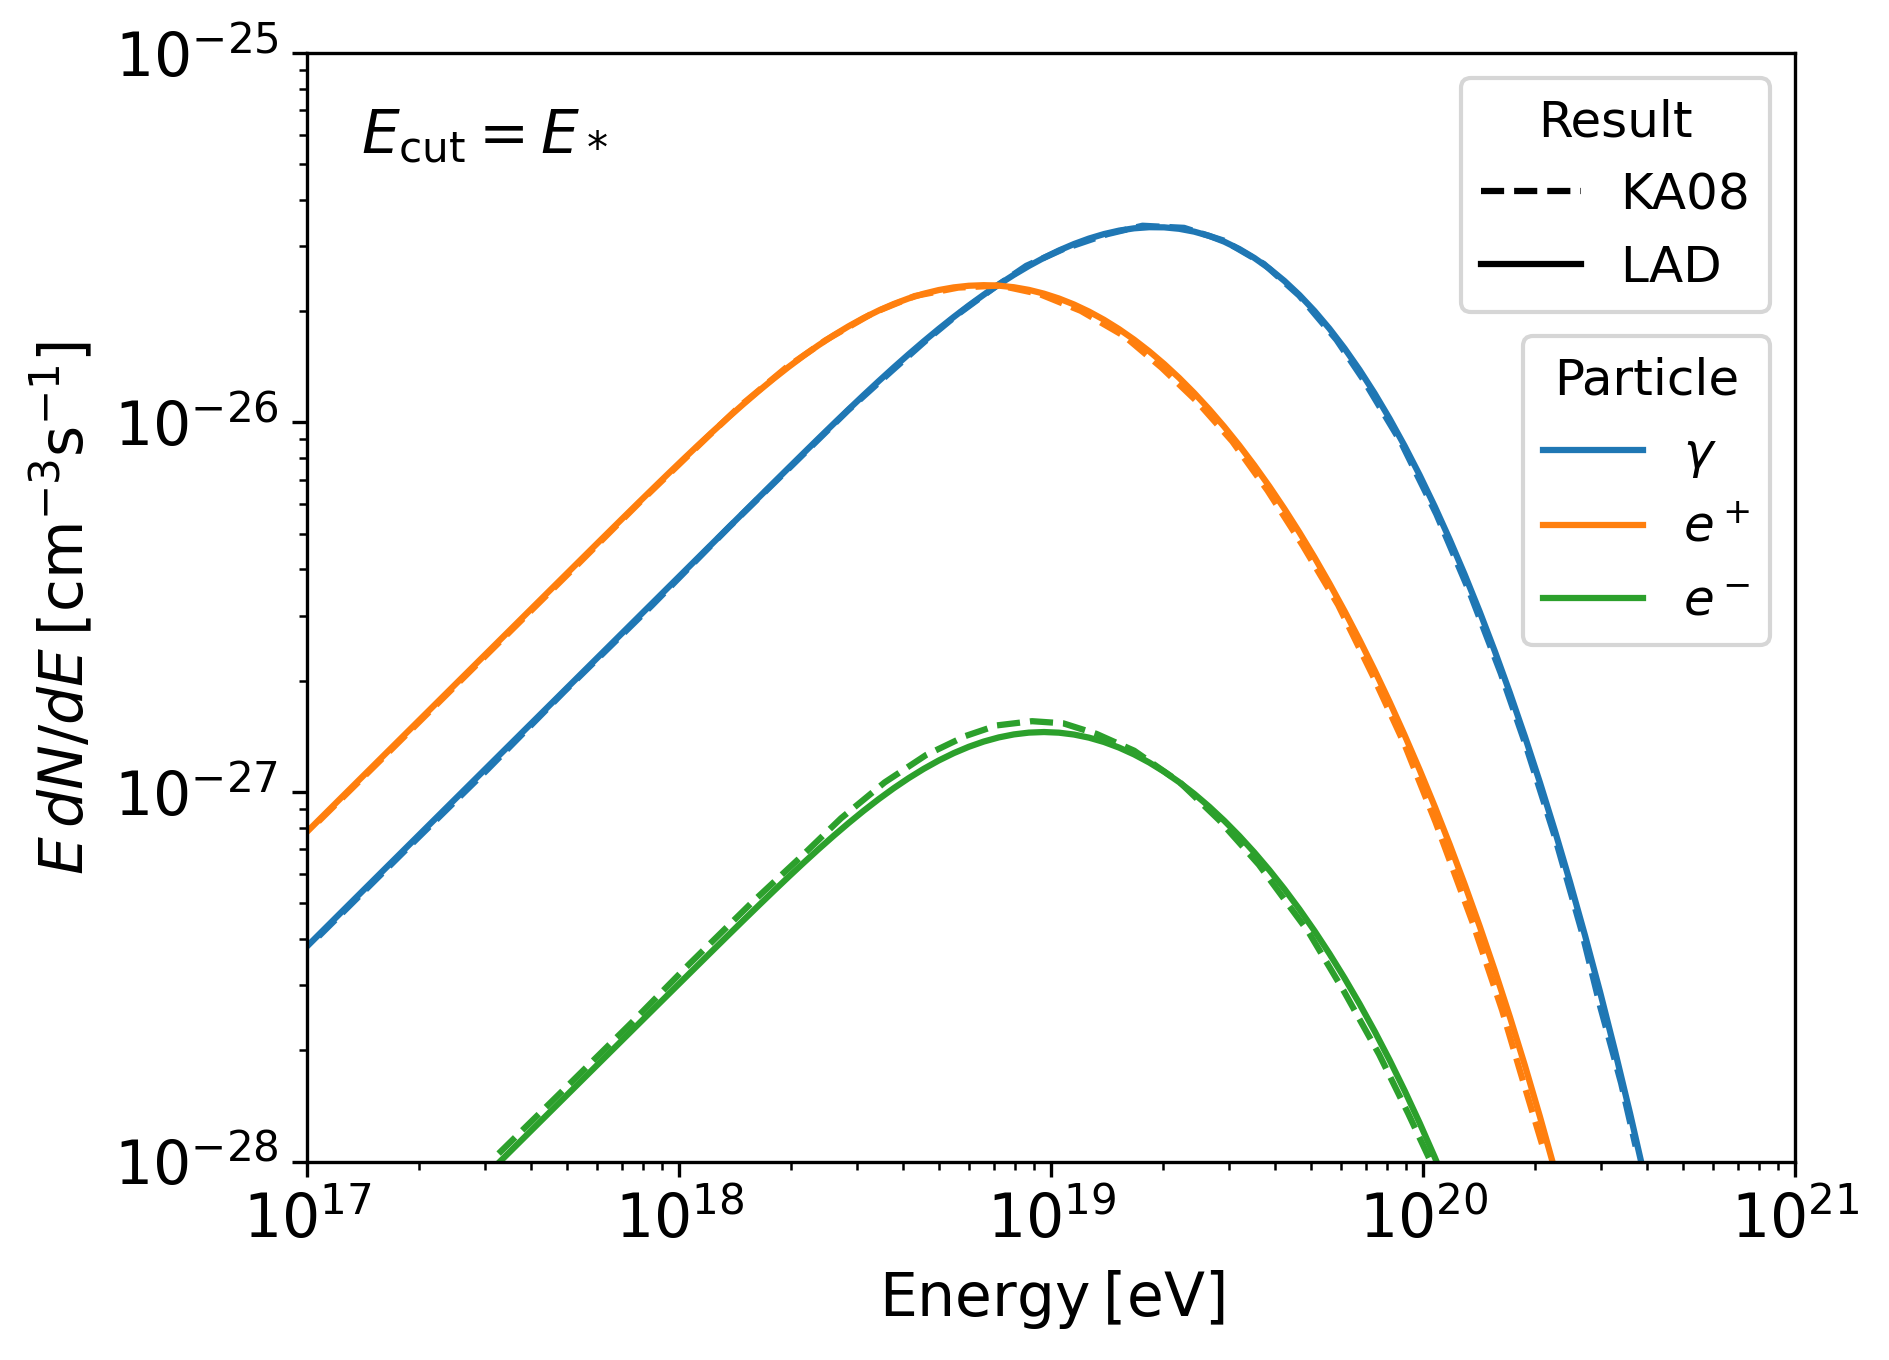 E_cut = E_*
Result
KA08
LAD
Particle
γ
e⁺
e⁻
10⁻²⁵
10⁻²⁶
10⁻²⁷
10⁻²⁸
E dN/dE [cm⁻³s⁻¹]
10¹⁷ 10¹⁸ 10¹⁹ 10²⁰ 10²¹
Energy [eV]